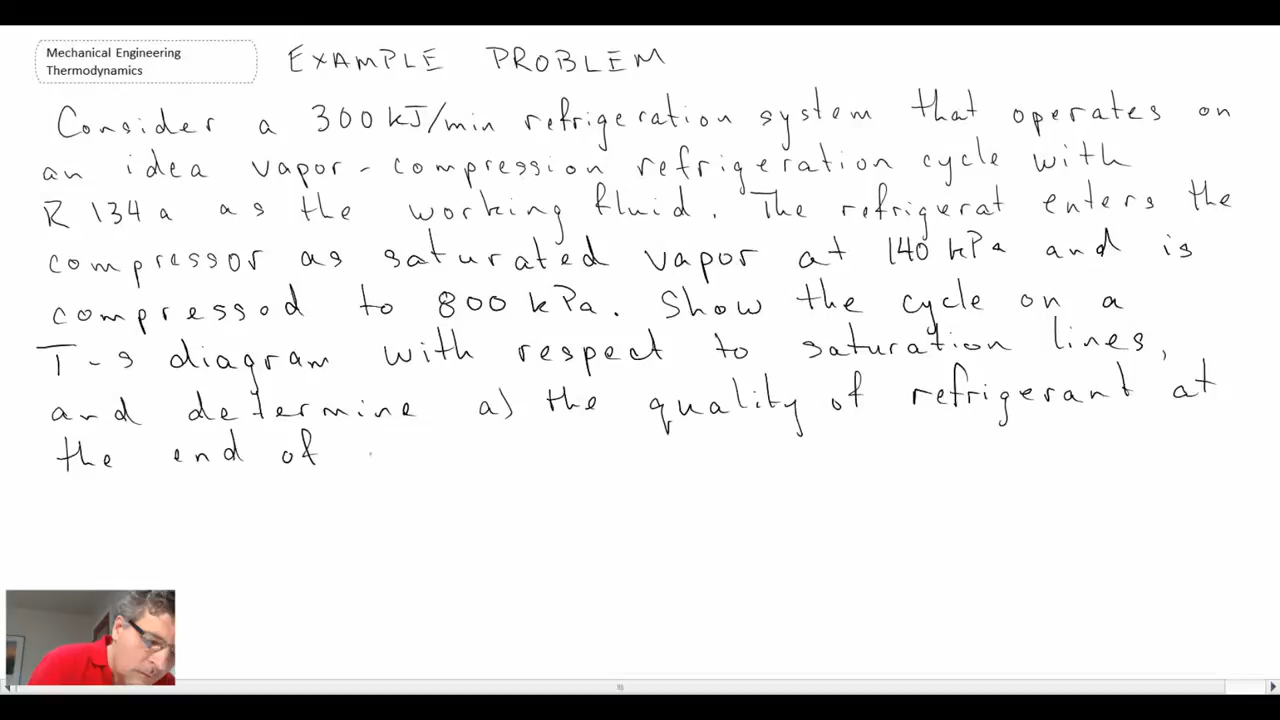 Mechanical Engineering
Thermodynamics
EXAMPLE PROBLEM
Consider a 300 kJ/min refrigeration system that operates on
an idea vapor-compression refrigeration cycle with
R134a as the working fluid. The refrigerat enters the
compressor as saturated vapor at 140 kPa and is
compressod to 800 kPa. Show the cycle on a
T-s diagram with respect to saturation lines,
and determine a) the quality of refrigerant at
the end of